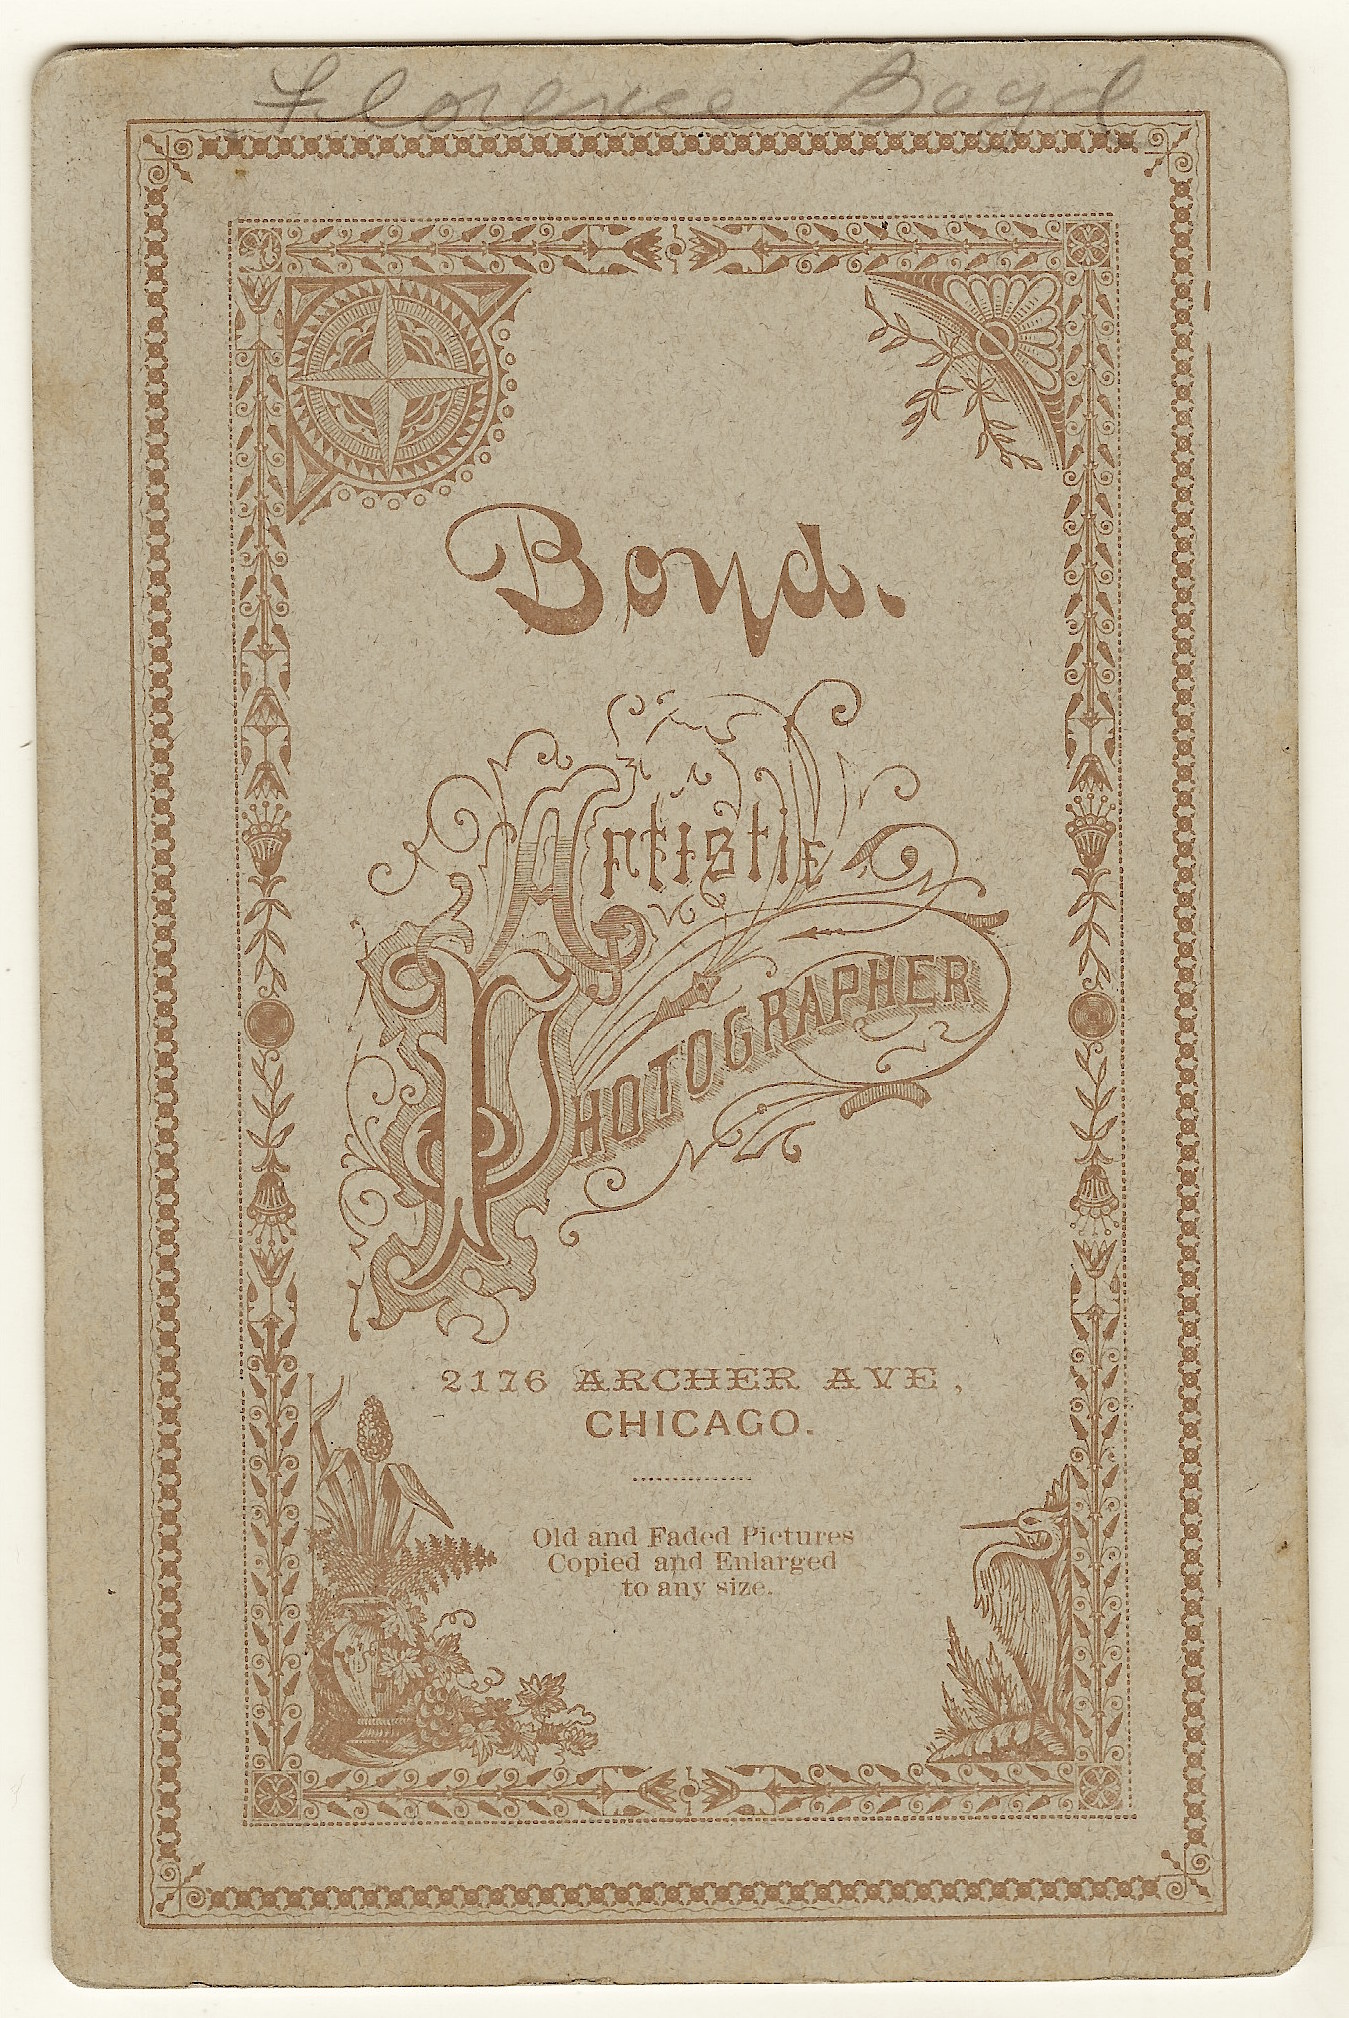 Florence Boyd
Boyd.
Artistic
PHOTOGRAPHER
2176 ARCHER AVE,
CHICAGO.
Old and Faded Pictures
Copied and Enlarged
to any size.